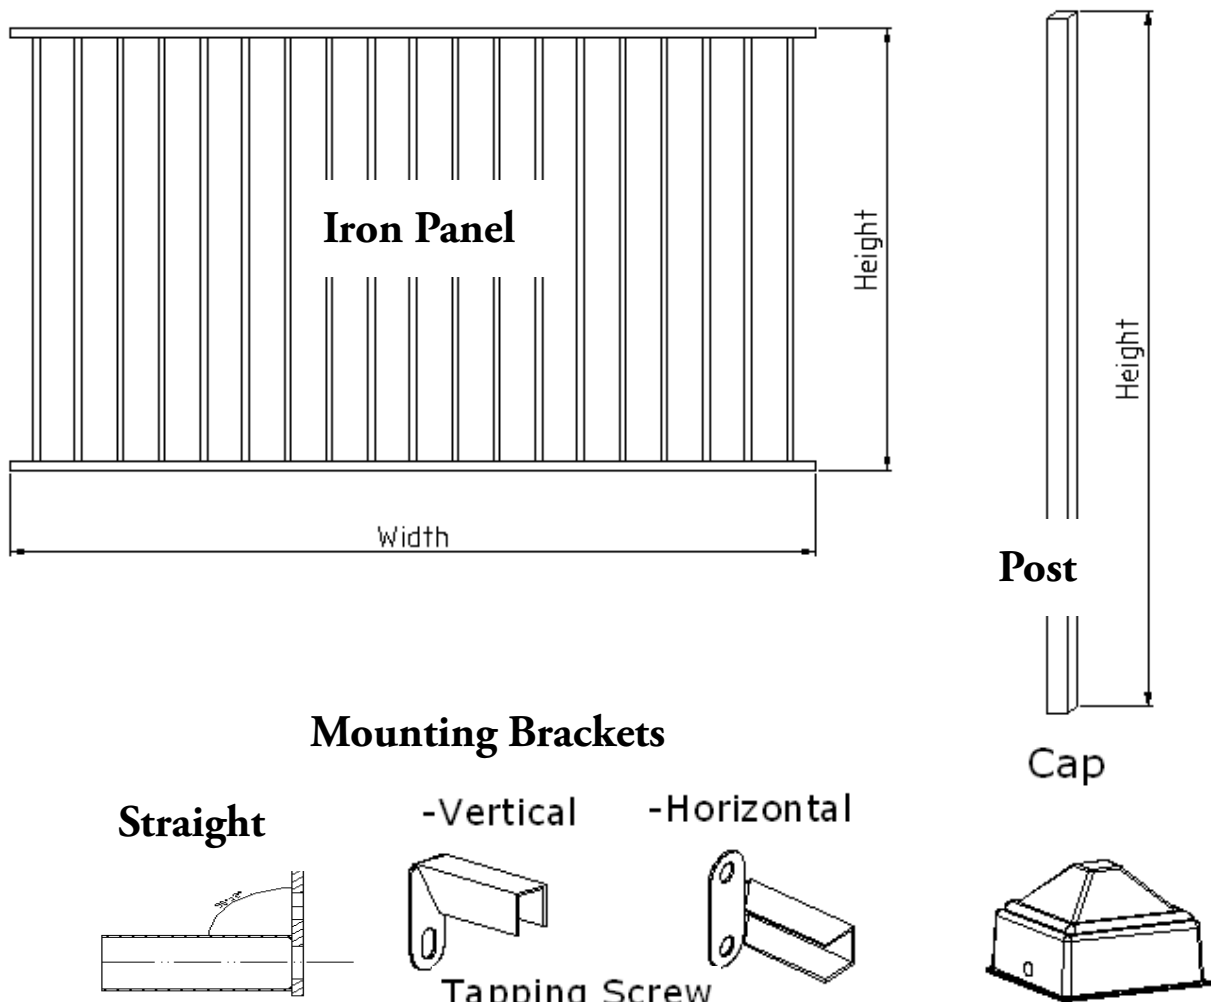 Iron Panel
Height
Width
Height
Post
Mounting Brackets
Cap
Straight
-Vertical
-Horizontal
Tapping Screw